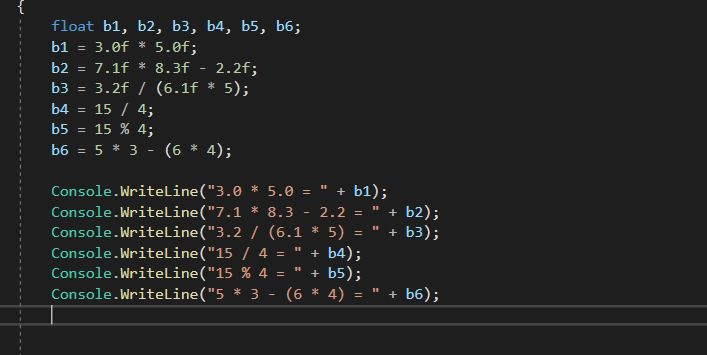 {
float b1, b2, b3, b4, b5, b6;
b1 = 3.0f * 5.0f;
b2 = 7.1f * 8.3f - 2.2f;
b3 = 3.2f / (6.1f * 5);
b4 = 15 / 4;
b5 = 15 % 4;
b6 = 5 * 3 - (6 * 4);
Console.WriteLine("3.0 * 5.0 = " + b1);
Console.WriteLine("7.1 * 8.3 - 2.2 = " + b2);
Console.WriteLine("3.2 / (6.1 * 5) = " + b3);
Console.WriteLine("15 / 4 = " + b4);
Console.WriteLine("15 % 4 = " + b5);
Console.WriteLine("5 * 3 - (6 * 4) = " + b6);